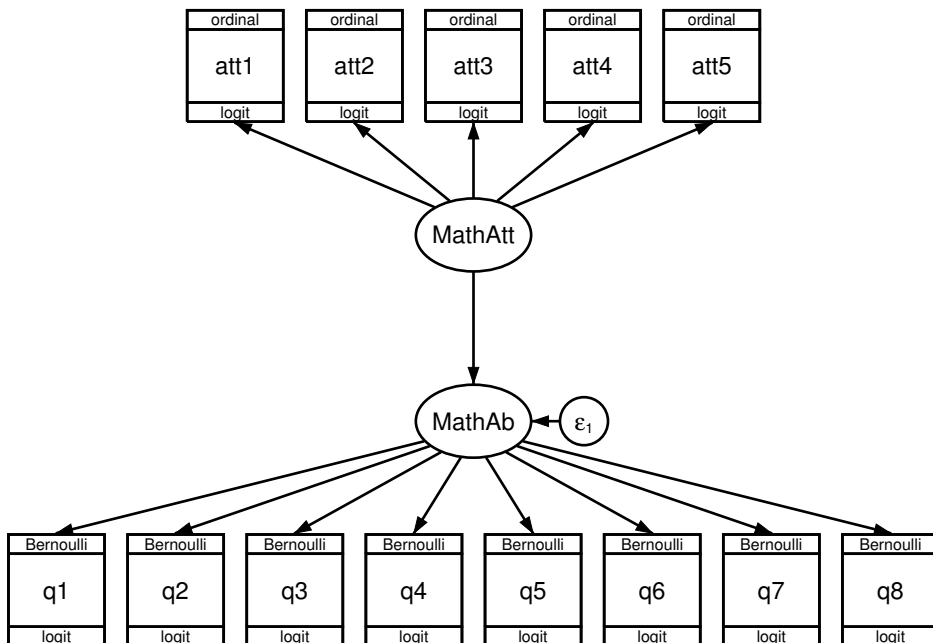 ordinal ordinal ordinal ordinal ordinal
att1 att2 att3 att4 att5
logit logit logit logit logit
MathAtt
MathAb ε₁
Bernoulli Bernoulli Bernoulli Bernoulli Bernoulli Bernoulli Bernoulli Bernoulli
q1 q2 q3 q4 q5 q6 q7 q8
logit logit logit logit logit logit logit logit